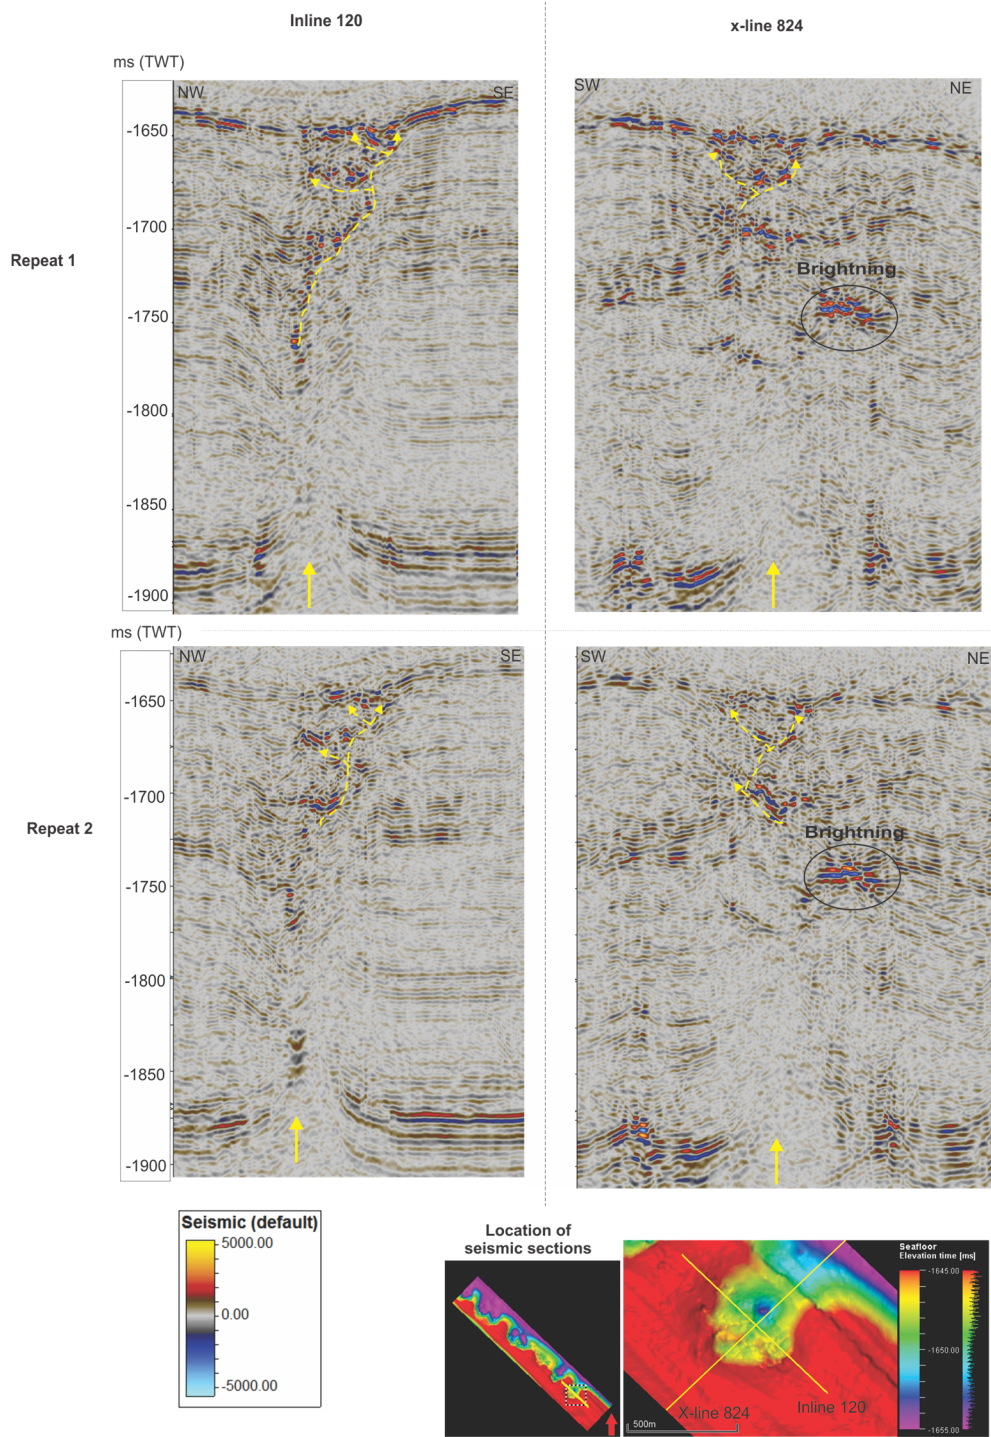 Inline 120
x-line 824
ms (TWT)
NW
SE
SW
NE
-1650
-1700
Repeat 1
Brightning
-1750
-1800
-1850
-1900
ms (TWT)
NW
SE
SW
NE
-1650
-1700
Repeat 2
Brightning
-1750
-1800
-1850
-1900
Seismic (default)
5000.00
0.00
-5000.00
Location of
seismic sections
Seafloor
Elevation time [ms]
-1645.00
-1650.00
-1655.00
X-line 824
Inline 120
500m